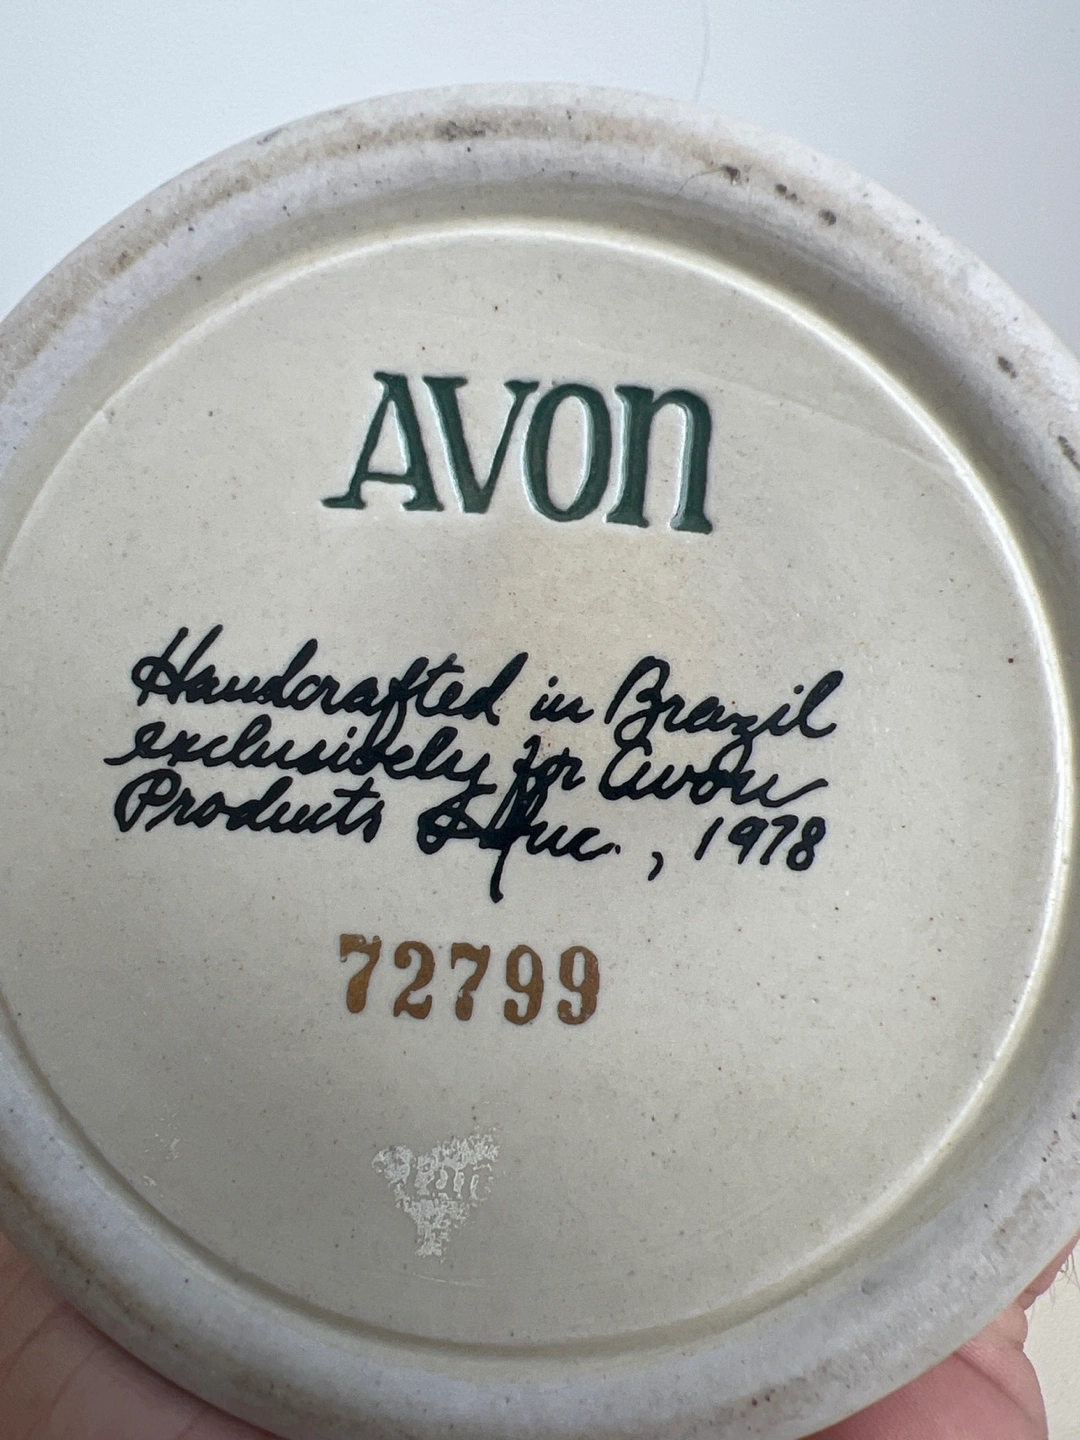 AVON
Handcrafted in Brazil
exclusively for Avon
Products Inc., 1978
72799